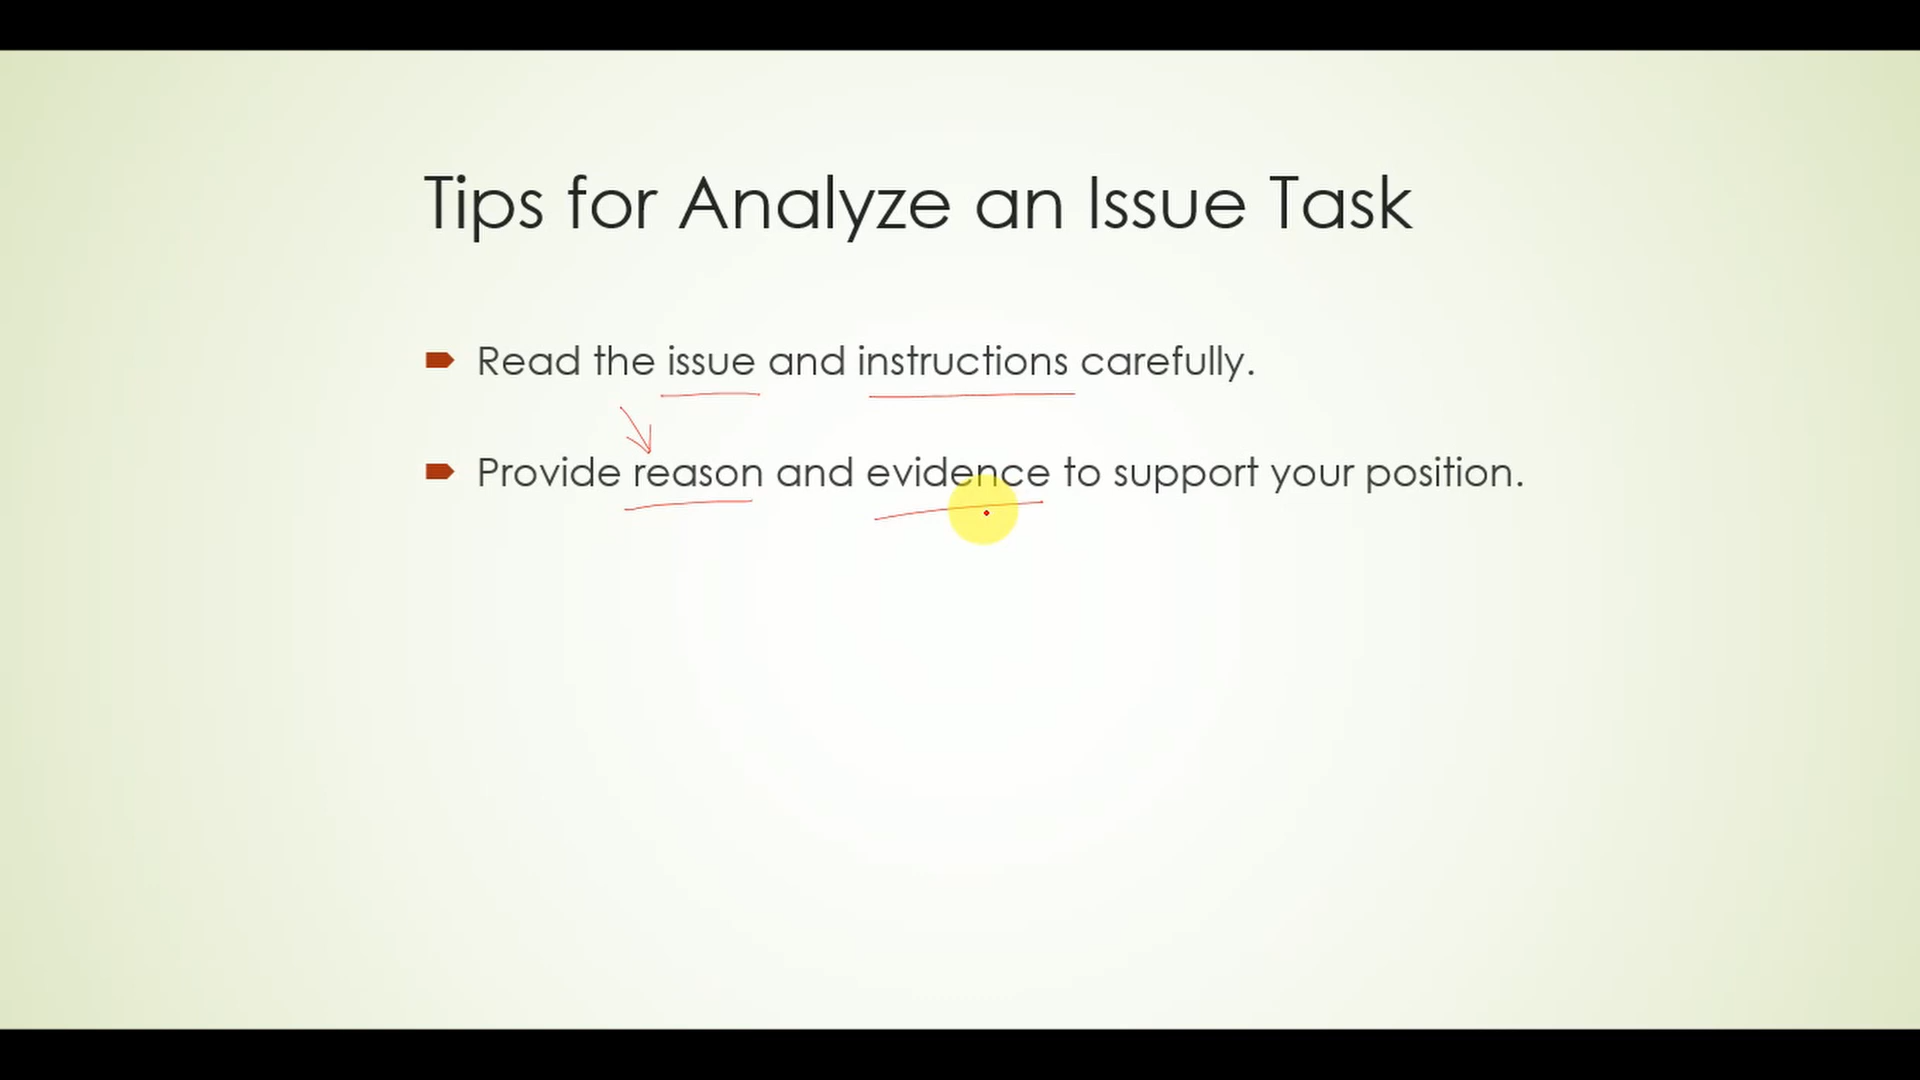 Tips for Analyze an Issue Task
Read the issue and instructions carefully.
Provide reason and evidence to support your position.